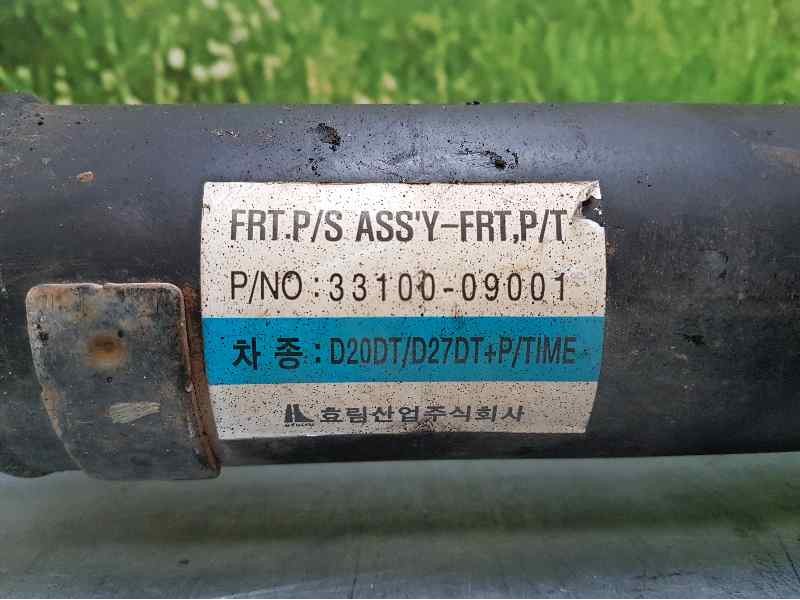 FRT.P/S ASS'Y-FRT,P/T
P/NO : 33100-09001
차 종 : D20DT/D27DT+P/TIME
효림산업주식회사